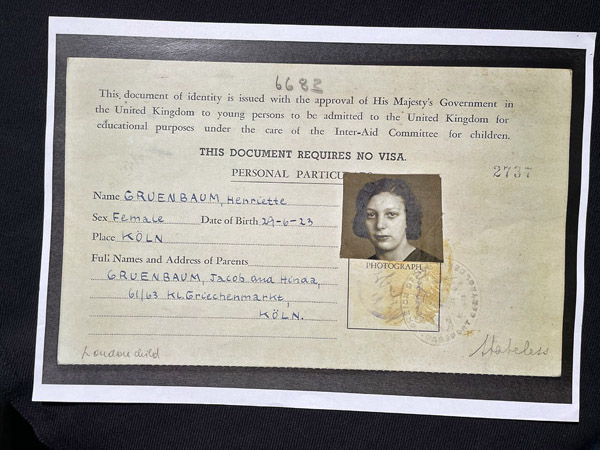 6682
This document of identity is issued with the approval of His Majesty's Government in
the United Kingdom to young persons to be admitted to the United Kingdom for
educational purposes under the care of the Inter-Aid Committee for children.
THIS DOCUMENT REQUIRES NO VISA.
PERSONAL PARTICU
2737
Name GRUENBAUM, Henriette
Sex Female Date of Birth 29-6-23
Place KÖLN
Full Names and Address of Parents
GRUENBAUM, Jacob and Hinda,
61/63 Kl. Griechenmarkt,
KÖLN.
PHOTOGRAPH
London child
Stateless